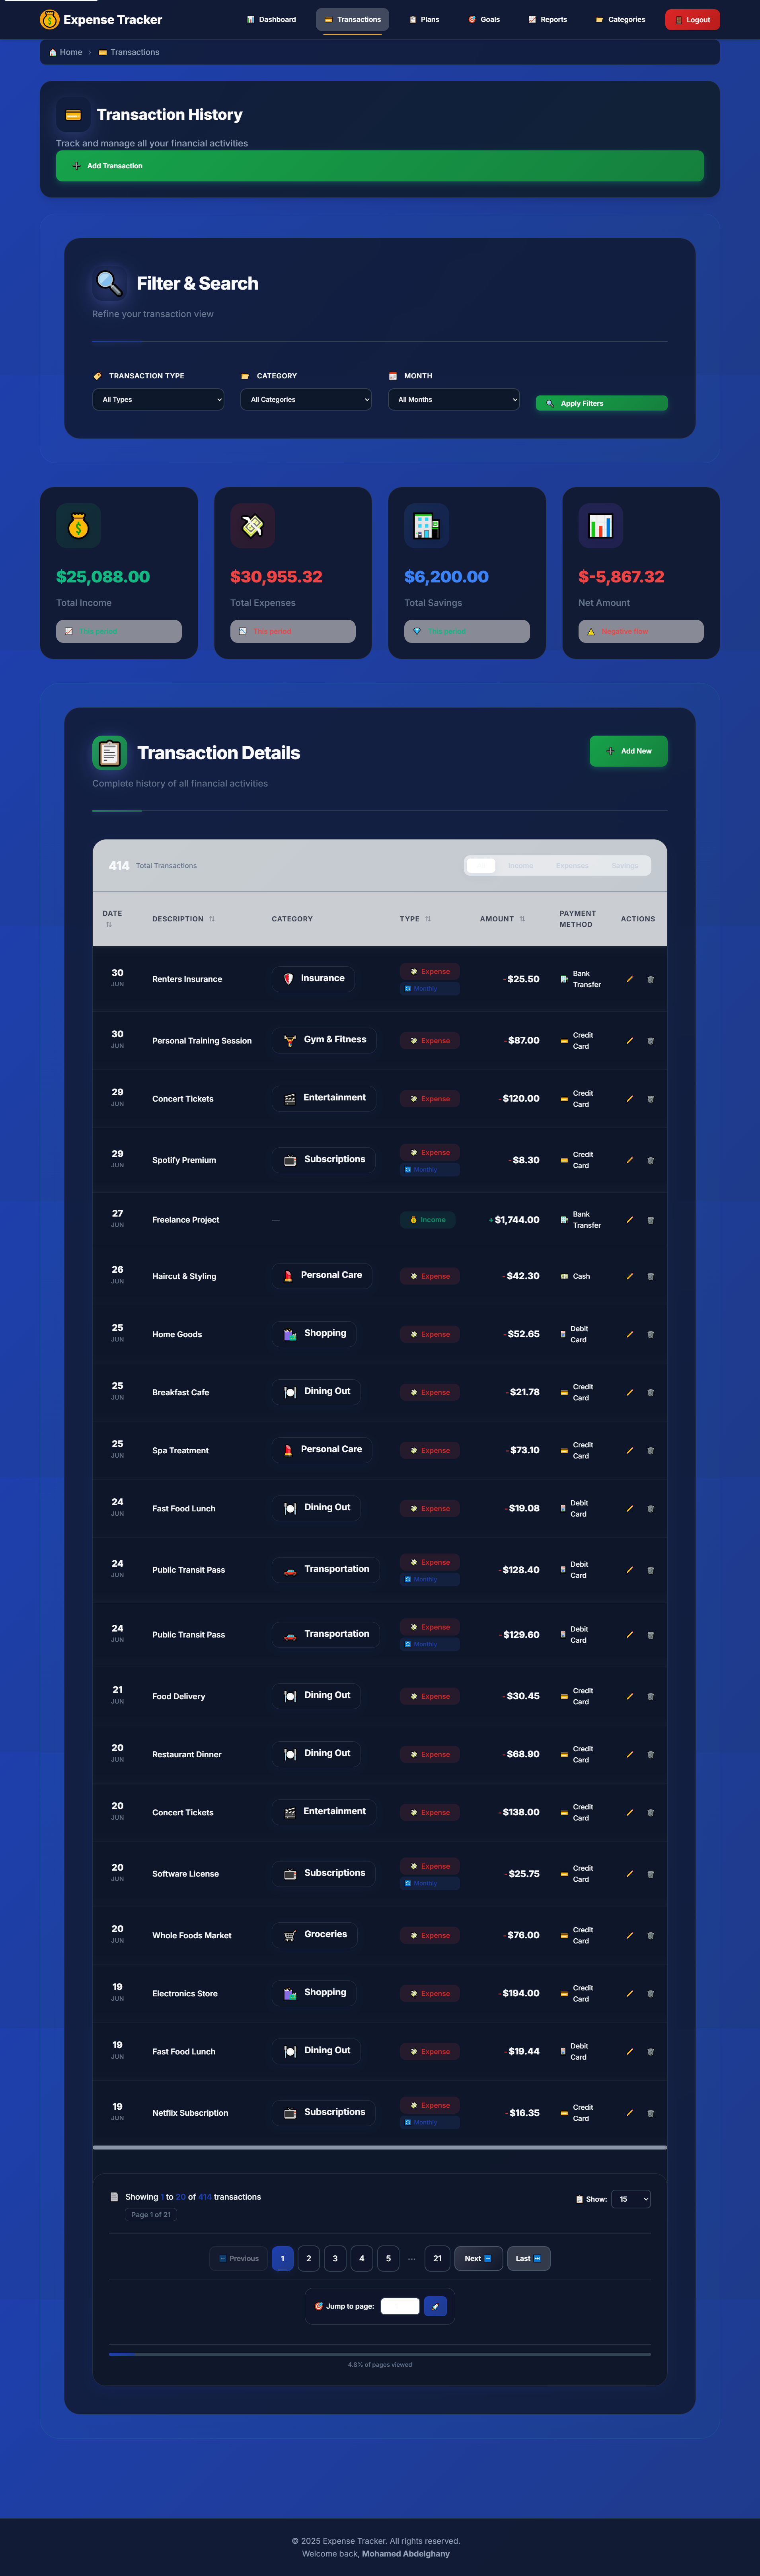 Expense Tracker
Dashboard
Transactions
Plans
Goals
Reports
Categories
Logout
Home › Transactions
Transaction History
Track and manage all your financial activities
Add Transaction
Filter & Search
Refine your transaction view
TRANSACTION TYPE
CATEGORY
MONTH
All Types
All Categories
All Months
Apply Filters
$25,088.00
Total Income
This period
$30,955.32
Total Expenses
This period
$6,200.00
Total Savings
$-5,867.32
Net Amount
Negative flow
Transaction Details
Add New
Complete history of all financial activities
414 Total Transactions
Income
Expenses
Savings
DATE
DESCRIPTION
CATEGORY
TYPE
AMOUNT
PAYMENT METHOD
ACTIONS
30 JUN Renters Insurance Insurance Expense Monthly -$25.50 Bank Transfer
30 JUN Personal Training Session Gym & Fitness Expense -$87.00 Credit Card
29 JUN Concert Tickets Entertainment Expense -$120.00 Credit Card
29 JUN Spotify Premium Subscriptions Expense Monthly -$8.30 Credit Card
27 JUN Freelance Project — Income +$1,744.00 Bank Transfer
26 JUN Haircut & Styling Personal Care Expense -$42.30 Cash
25 JUN Home Goods Shopping Expense -$52.65 Debit Card
25 JUN Breakfast Cafe Dining Out Expense -$21.78 Credit Card
25 JUN Spa Treatment Personal Care Expense -$73.10 Credit Card
24 JUN Fast Food Lunch Dining Out Expense -$19.08 Debit Card
24 JUN Public Transit Pass Transportation Expense Monthly -$128.40 Debit Card
24 JUN Public Transit Pass Transportation Expense Monthly -$129.60 Debit Card
21 JUN Food Delivery Dining Out Expense -$30.45 Credit Card
20 JUN Restaurant Dinner Dining Out Expense -$68.90 Credit Card
20 JUN Concert Tickets Entertainment Expense -$138.00 Credit Card
20 JUN Software License Subscriptions Expense Monthly -$25.75 Credit Card
20 JUN Whole Foods Market Groceries Expense -$76.00 Credit Card
19 JUN Electronics Store Shopping Expense -$194.00 Credit Card
19 JUN Fast Food Lunch Dining Out Expense -$19.44 Debit Card
19 JUN Netflix Subscription Subscriptions Expense Monthly -$16.35 Credit Card
Showing 1 to 20 of 414 transactions
Page 1 of 21
Show: 15
Previous 1 2 3 4 5 ... 21 Next Last
Jump to page:
4.8% of pages viewed
© 2025 Expense Tracker. All rights reserved.
Welcome back, Mohamed Abdelghany